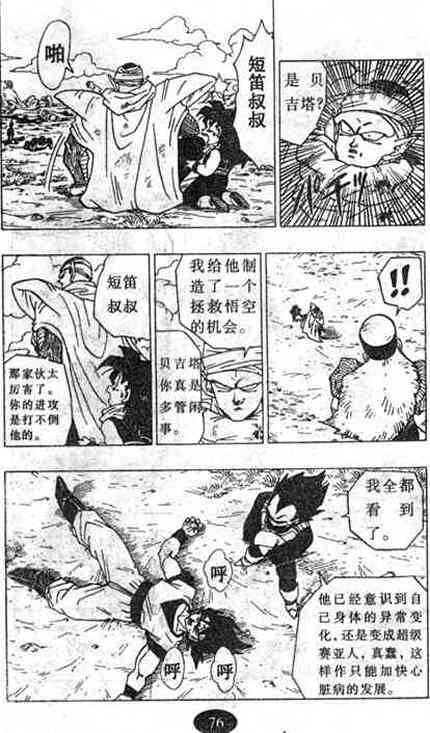 是贝
吉塔?
短笛叔叔
啪
!!
我给了他制
造了一个
拯救悟空
的机会。
贝吉塔
你真是
多管闲
事。
短笛
叔叔
那家伙太
厉害了。
你的进攻
是打不倒
他的。
我全都
看到
了。
他已经意识到自
己身体的异常变
化,还是变成超级
赛亚人,真蠢,这
样作只能加快心
脏病的发展。
呼
呼
呼
76